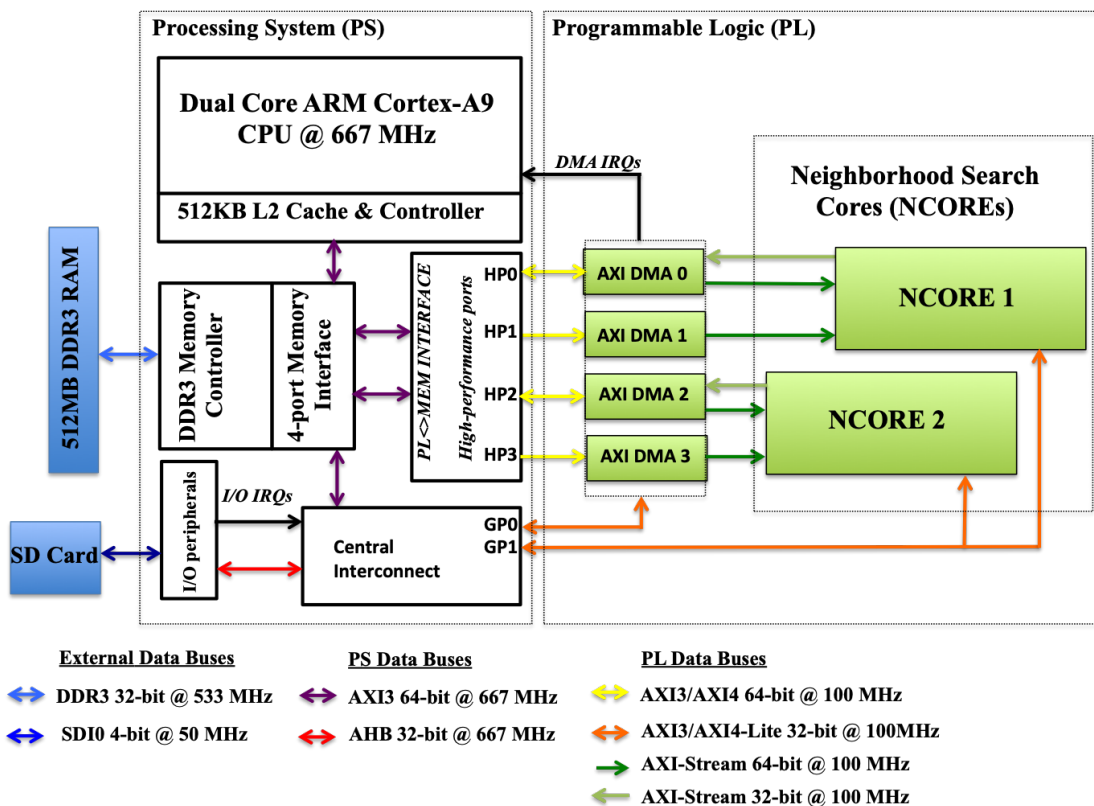 Processing System (PS)
Programmable Logic (PL)
Dual Core ARM Cortex-A9
CPU @ 667 MHz
512KB L2 Cache & Controller
DMA IRQs
Neighborhood Search
Cores (NCOREs)
512MB DDR3 RAM
DDR3 Memory
Controller
4-port Memory
Interface
PL<>MEM INTERFACE
High-performance ports
HP0
HP1
HP2
HP3
AXI DMA 0
AXI DMA 1
AXI DMA 2
AXI DMA 3
NCORE 1
NCORE 2
SD Card
I/O peripherals
I/O IRQs
Central
Interconnect
GP0
GP1
External Data Buses
DDR3 32-bit @ 533 MHz
SDI0 4-bit @ 50 MHz
PS Data Buses
AXI3 64-bit @ 667 MHz
AHB 32-bit @ 667 MHz
PL Data Buses
AXI3/AXI4 64-bit @ 100 MHz
AXI3/AXI4-Lite 32-bit @ 100MHz
AXI-Stream 64-bit @ 100 MHz
AXI-Stream 32-bit @ 100 MHz